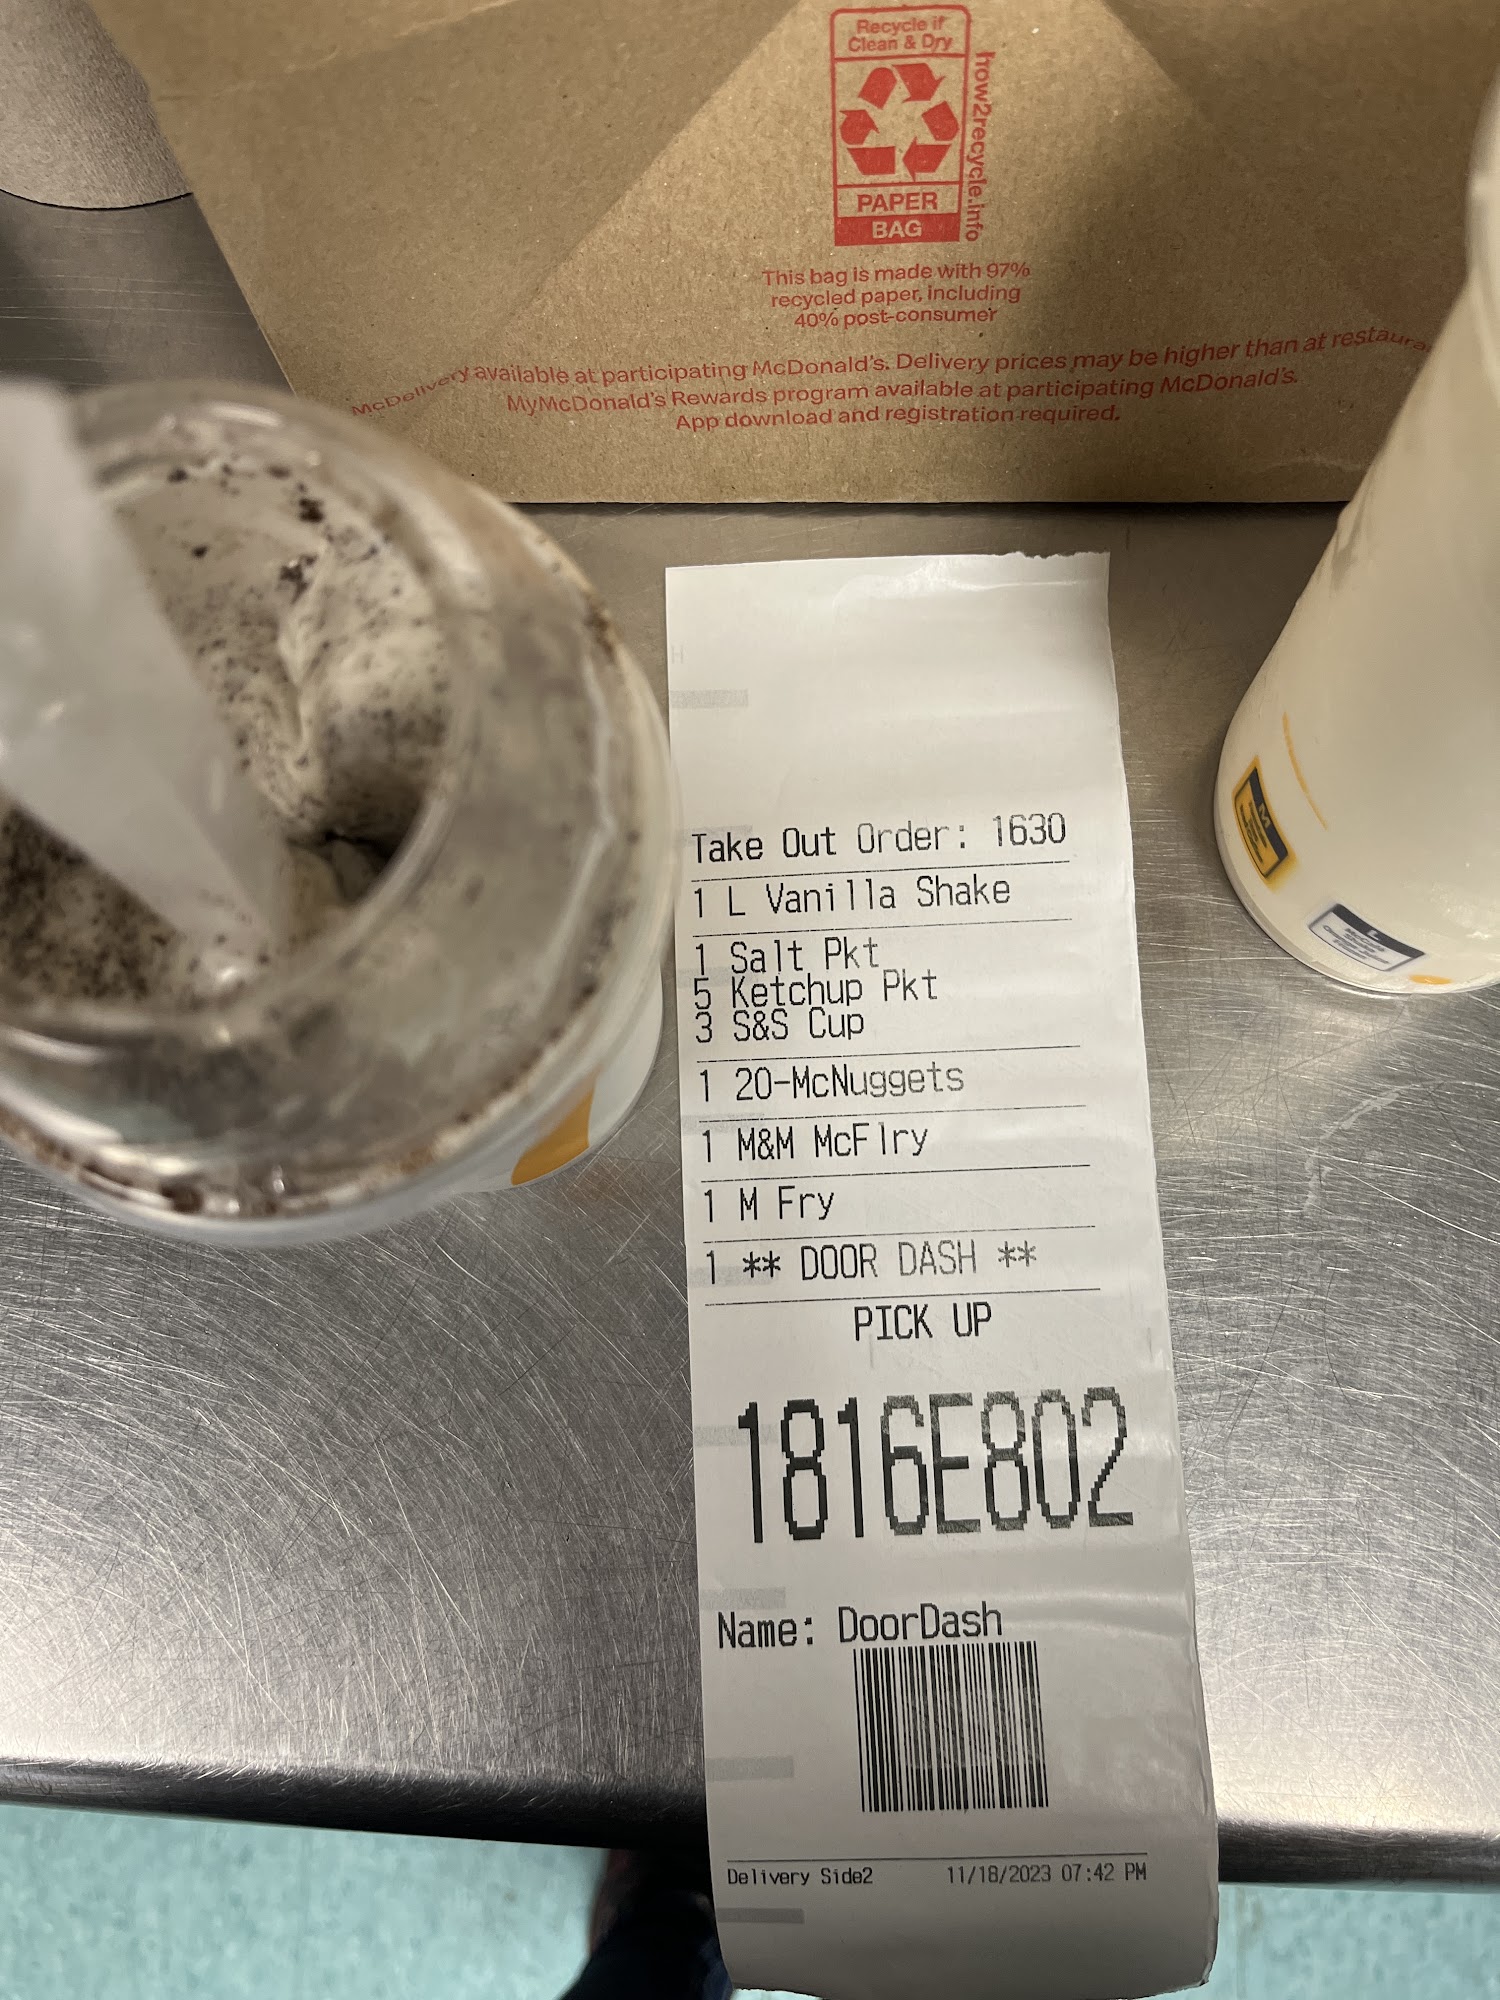 Recycle if
Clean & Dry
how2recycle.info
PAPER
BAG
This bag is made with 97%
recycled paper, including
40% post-consumer
McDelivery available at participating McDonald's. Delivery prices may be higher than at
MyMcDonald's Rewards program available at participating McDonald's.
App download and registration required.
Take Out Order: 1630
1 L Vanilla Shake
1 Salt Pkt
5 Ketchup Pkt
3 S&S Cup
1 20-McNuggets
1 M&M McFlry
1 M Fry
1 ** DOOR DASH **
PICK UP
1816E802
Name: DoorDash
Delivery Side2 11/18/2023 07:42 PM
M
L